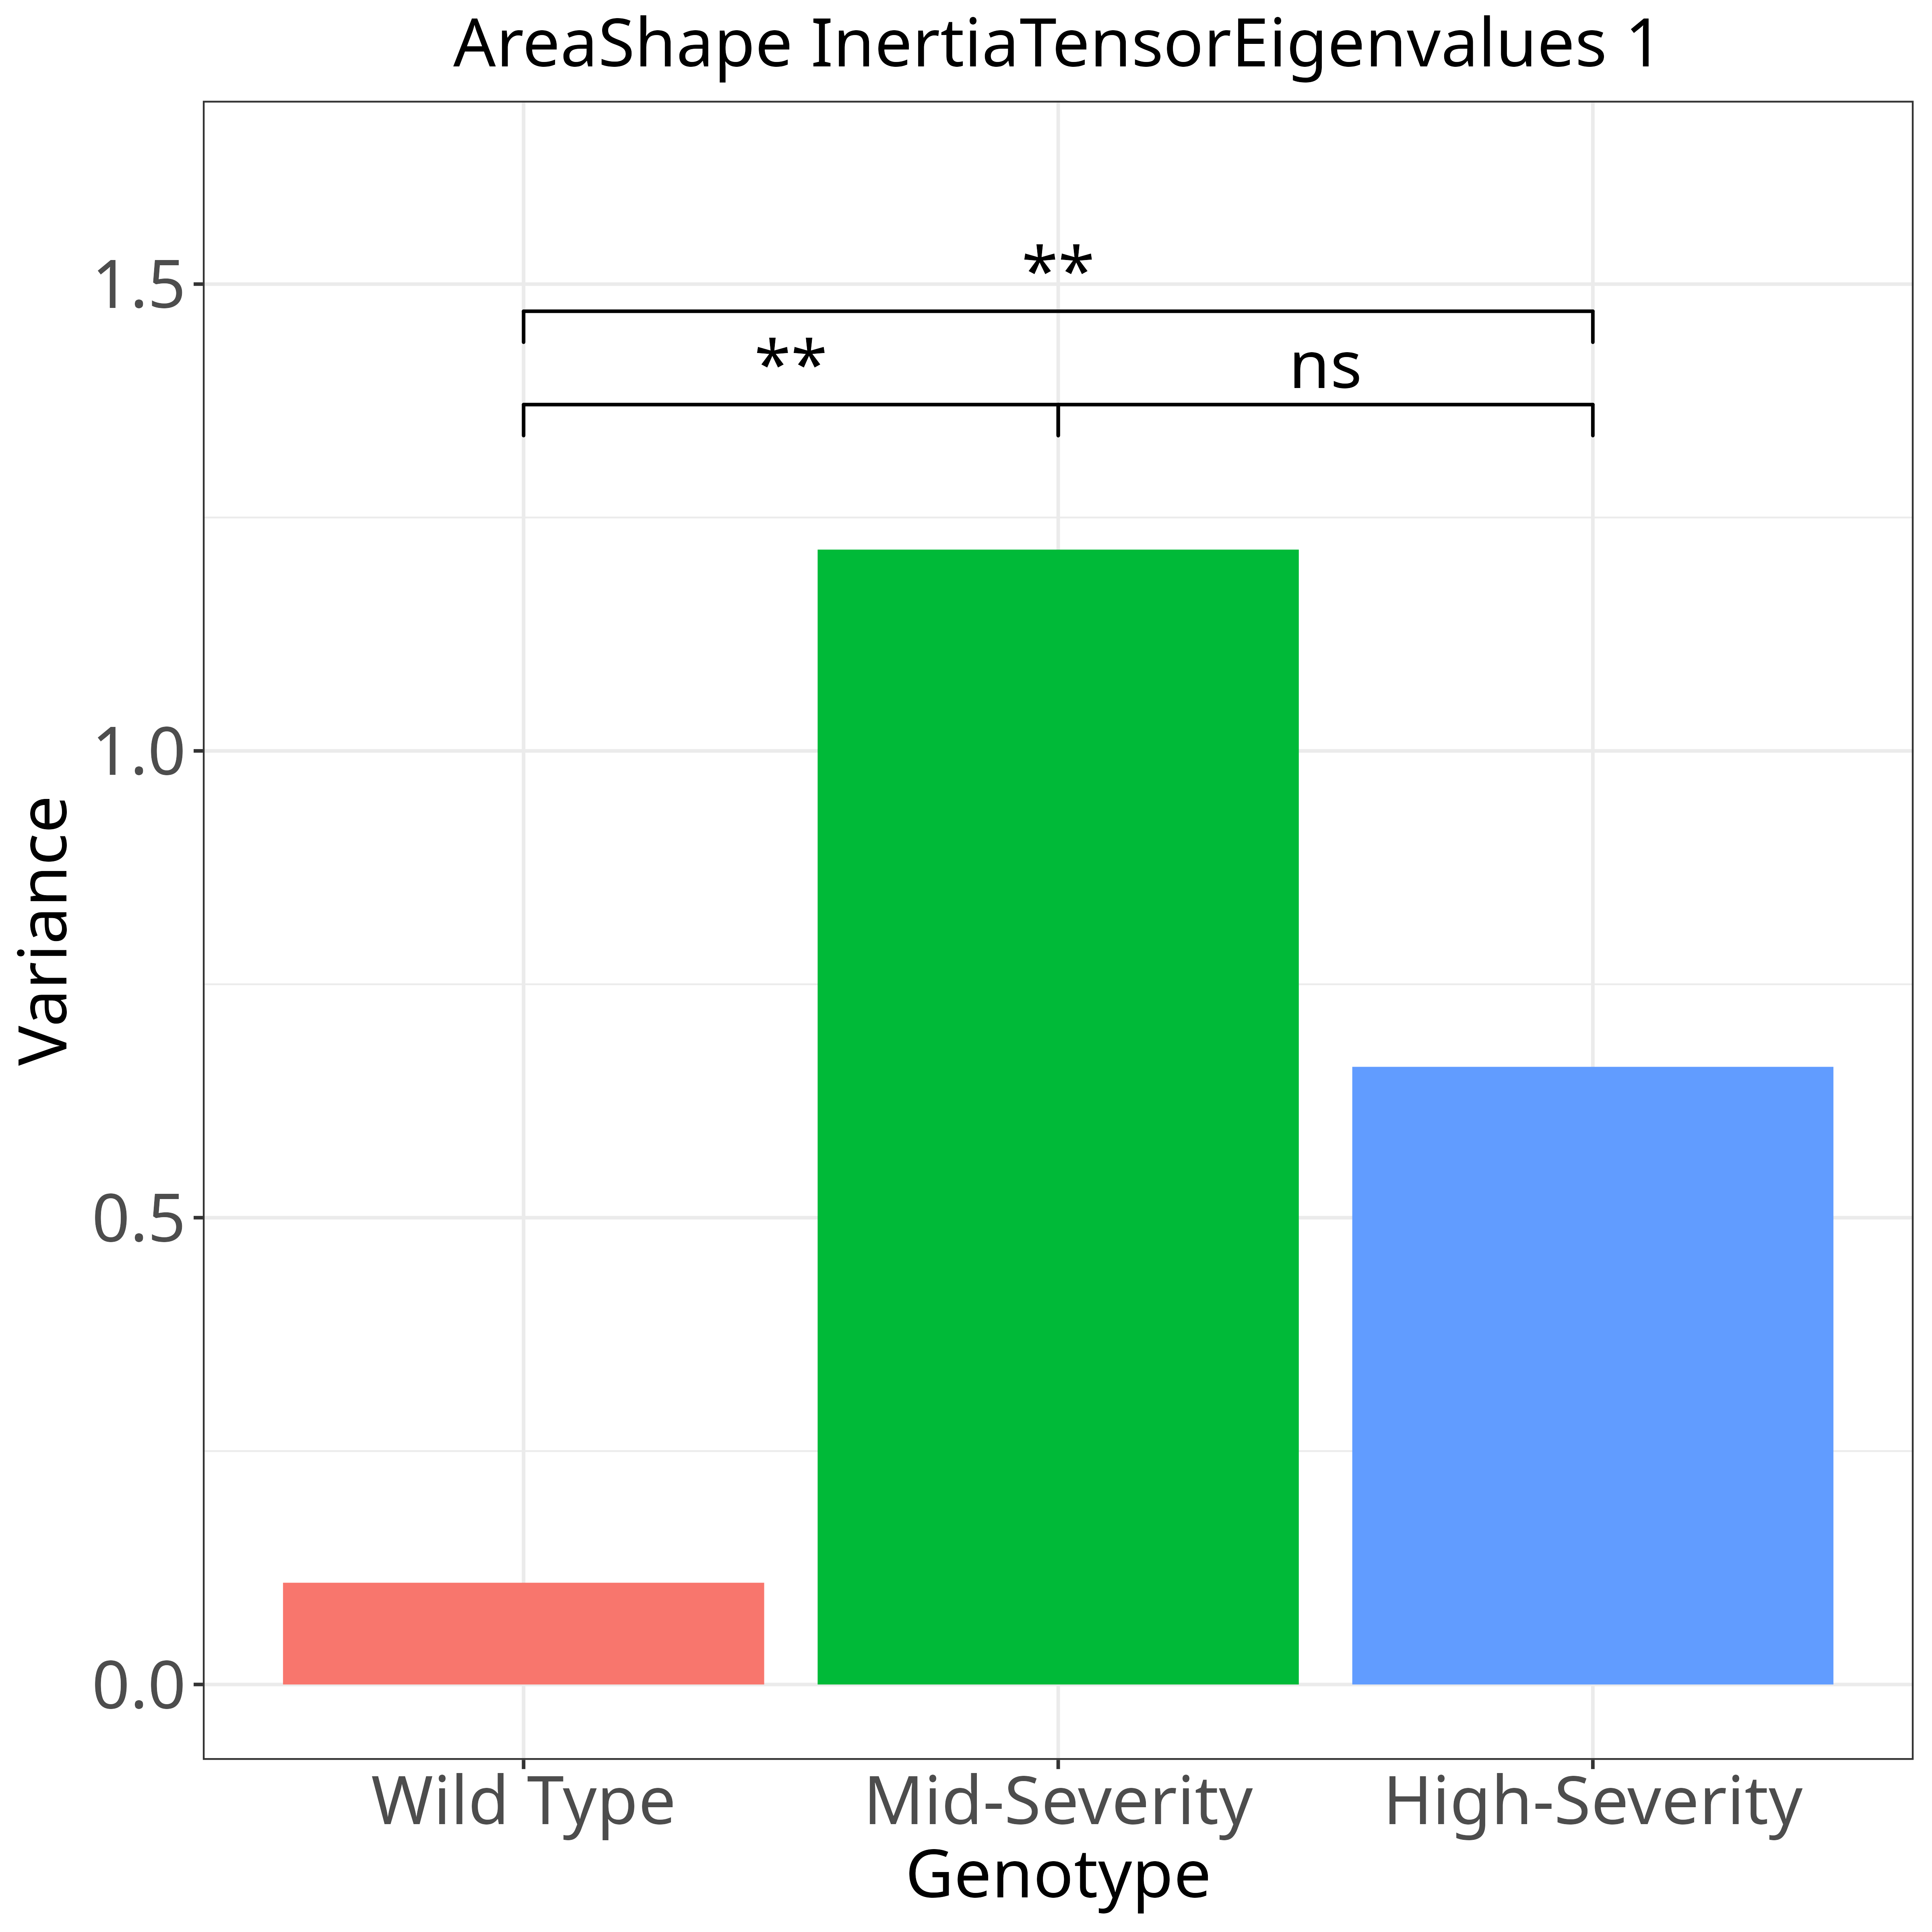 AreaShape InertiaTensorEigenvalues 1
Variance
1.5
1.0
0.5
0.0
**
**
ns
Wild Type
Mid-Severity
High-Severity
Genotype